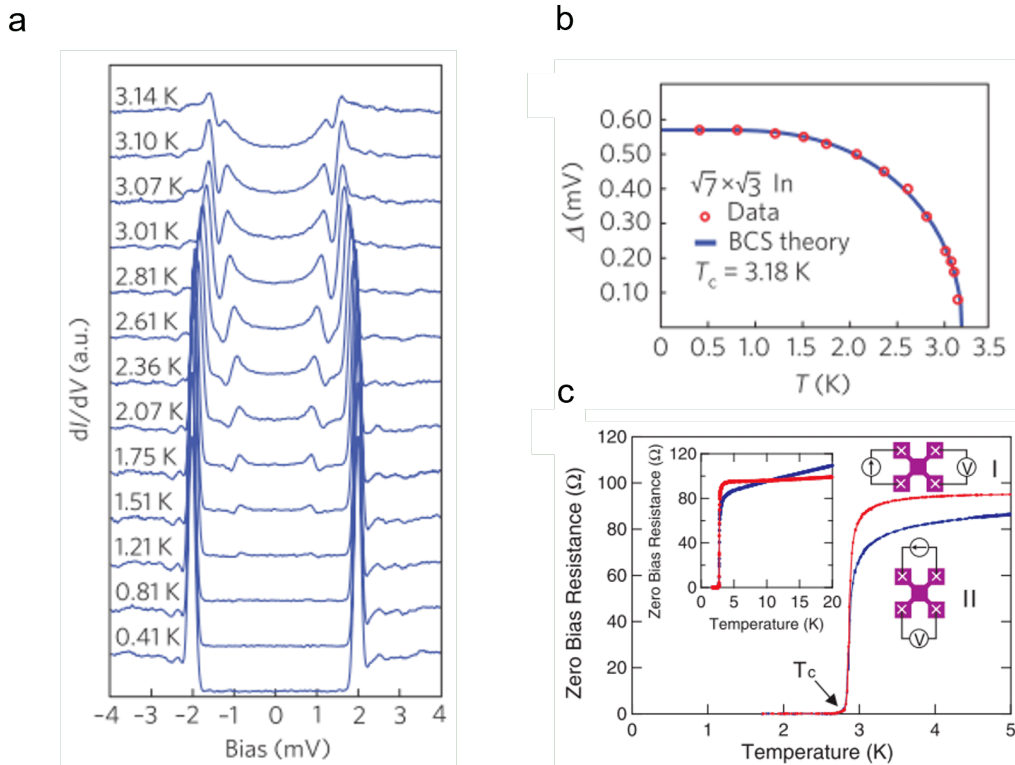 a
3.14 K
3.10 K
3.07 K
3.01 K
2.81 K
2.61 K
2.36 K
2.07 K
1.75 K
1.51 K
1.21 K
0.81 K
0.41 K
dI/dV (a.u.)
-4 -3 -2 -1 0 1 2 3 4
Bias (mV)
b
0.60
0.50
0.40
0.30
0.20
0.10
Δ (mV)
√7×√3 In
Data
BCS theory
Tc = 3.18 K
0 0.5 1.0 1.5 2.0 2.5 3.0 3.5
T (K)
c
120
100
80
60
40
20
0
Zero Bias Resistance (Ω)
120
80
40
0
Zero Bias Resistance (Ω)
1 5 10 15 20
Temperature (K)
V
I
II
V
Tc
0 1 2 3 4 5
Temperature (K)